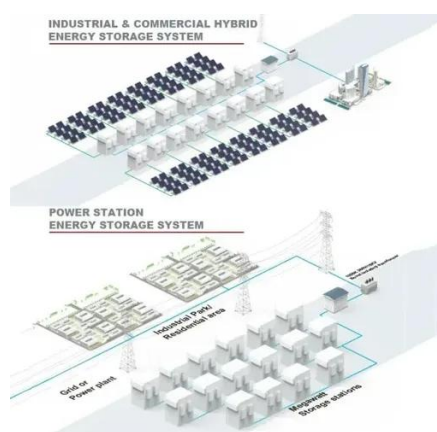 INDUSTRIAL & COMMERCIAL HYBRID
ENERGY STORAGE SYSTEM
POWER STATION
ENERGY STORAGE SYSTEM
Industrial Park/
Residential area
Grid or
Power plant
Megawatt
Storage stations